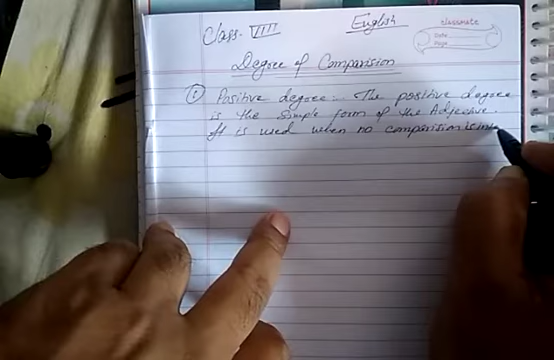 Class - VIII English classmate
Date
Page
Degree of Comparision
① Positive degree :- The positive degree
is the simple form of the Adjective.
It is used when no comparision is